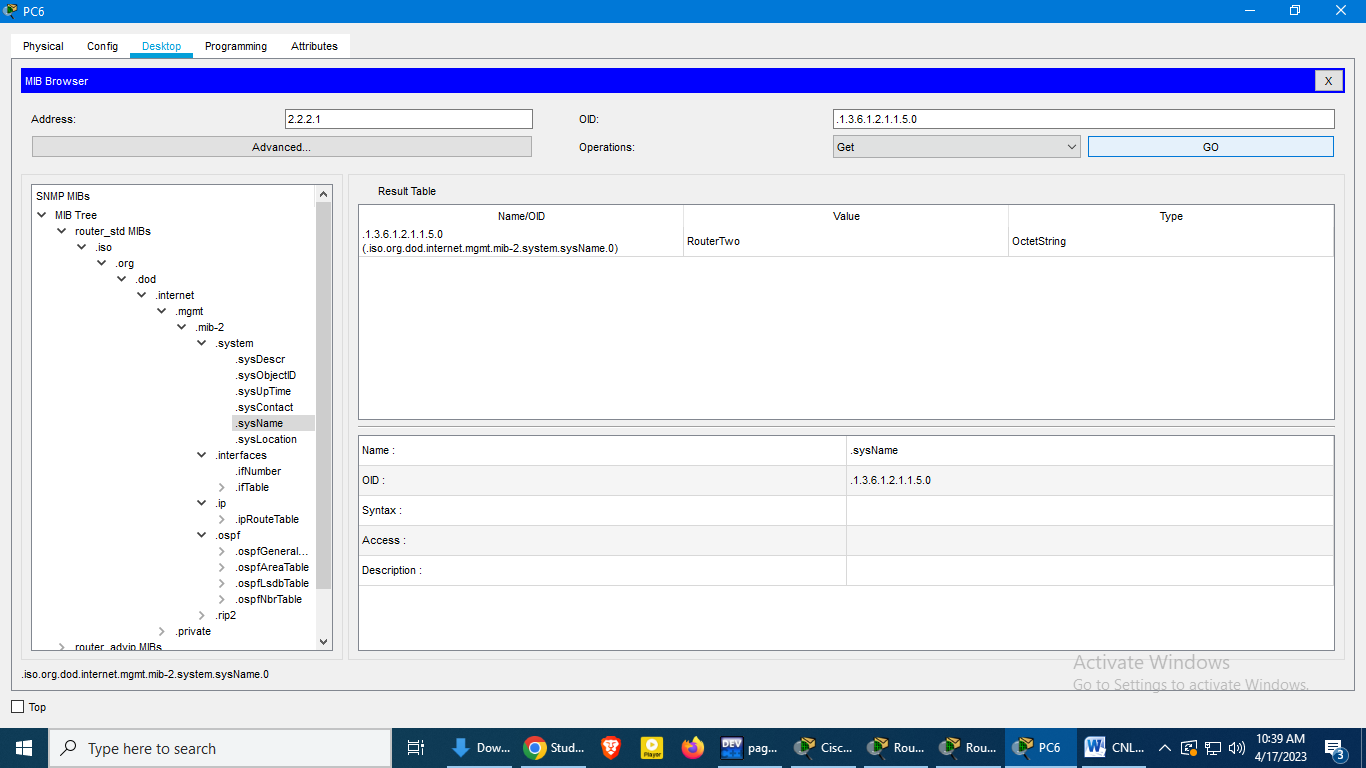 PC6
Physical Config Desktop Programming Attributes
MIB Browser X
Address: 2.2.2.1 OID: .1.3.6.1.2.1.1.5.0
Advanced... Operations: Get GO
SNMP MIBs
MIB Tree
router_std MIBs
.iso
.org
.dod
.internet
.mgmt
.mib-2
.system
.sysDescr
.sysObjectID
.sysUpTime
.sysContact
.sysName
.sysLocation
.interfaces
.ifNumber
.ifTable
.ip
.ipRouteTable
.ospf
.ospfGeneral...
.ospfAreaTable
.ospfLsdbTable
.ospfNbrTable
.rip2
.private
router_advip MIBs
Result Table
Name/OID Value Type
.1.3.6.1.2.1.1.5.0
(.iso.org.dod.internet.mgmt.mib-2.system.sysName.0) RouterTwo OctetString
Name : .sysName
OID : .1.3.6.1.2.1.1.5.0
Syntax :
Access :
Description :
.iso.org.dod.internet.mgmt.mib-2.system.sysName.0
Activate Windows
Go to Settings to activate Windows.
Top
Type here to search Dow... Stud... Player DEV pag... Cisc... Rou... Rou... PC6 CNL... 10:39 AM
4/17/2023 3